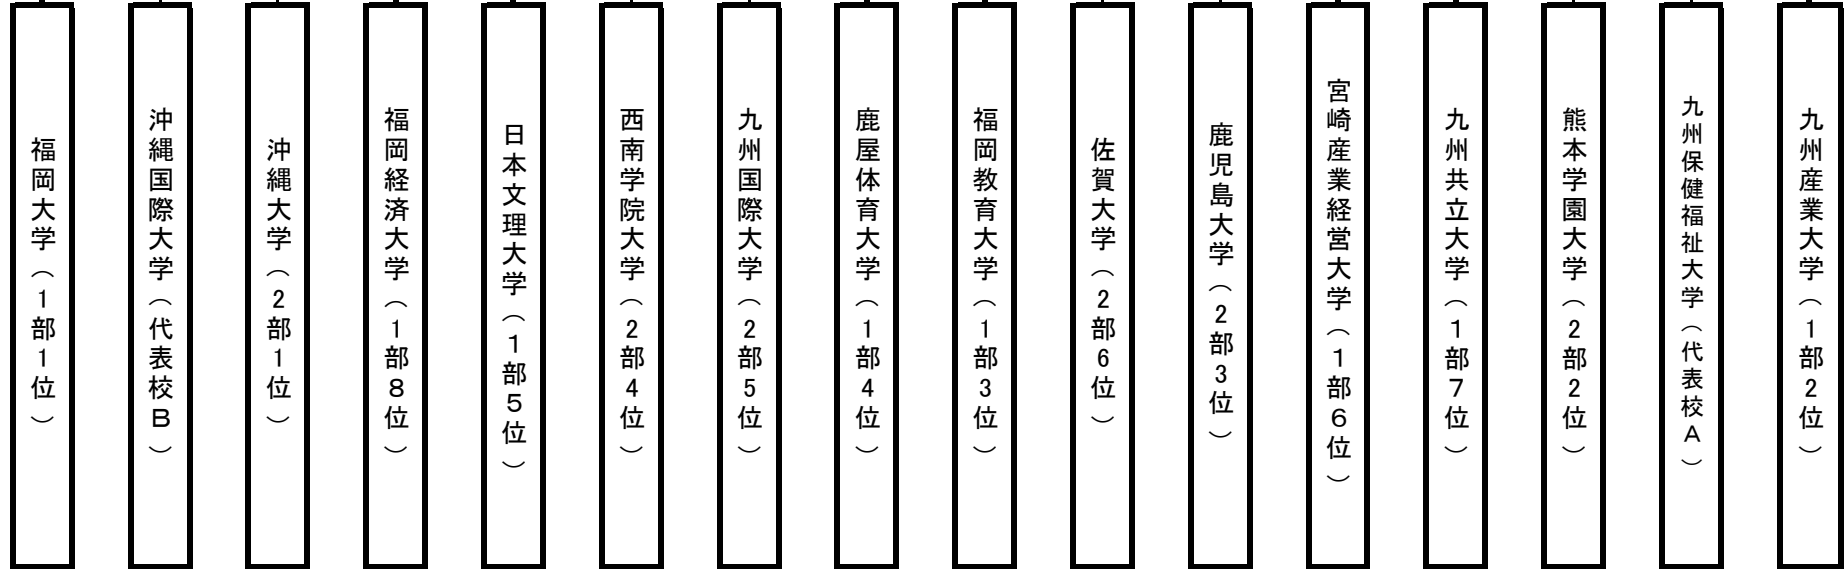 福岡大学（1部1位）
沖縄国際大学（代表校Ｂ）
沖縄大学（2部1位）
福岡経済大学（1部８位）
日本文理大学（１部５位）
西南学院大学（2部4位）
九州国際大学（2部5位）
鹿屋体育大学（1部4位）
福岡教育大学（1部3位）
佐賀大学（2部6位）
鹿児島大学（2部3位）
宮崎産業経営大学（１部６位）
九州共立大学（１部７位）
熊本学園大学（2部2位）
九州保健福祉大学（代表校Ａ）
九州産業大学（1部2位）